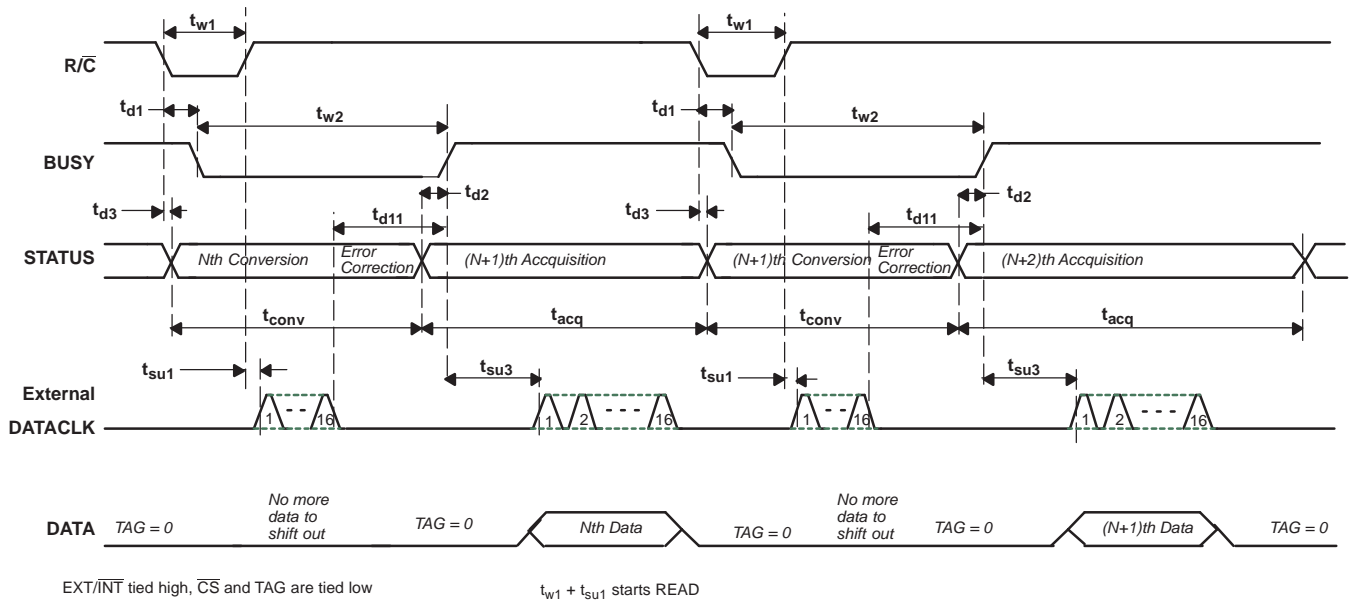 tw1 tw1
R/C̅
td1 tw2 td1 tw2
BUSY
td2 td2
td3 td11 td3 td11
STATUS Nth Conversion Error Correction (N+1)th Accquisition (N+1)th Conversion Error Correction (N+2)th Accquisition
tconv tacq tconv tacq
tsu1 tsu3 tsu1 tsu3
External
DATACLK 1 - - 16 1 2 - - - 16 1 - - 16 1 2 - - - 16
No more
data to
shift out
No more
data to
shift out
DATA TAG = 0 TAG = 0 Nth Data TAG = 0 TAG = 0 (N+1)th Data TAG = 0
EXT/I̅N̅T̅ tied high, C̅S̅ and TAG are tied low tw1 + tsu1 starts READ